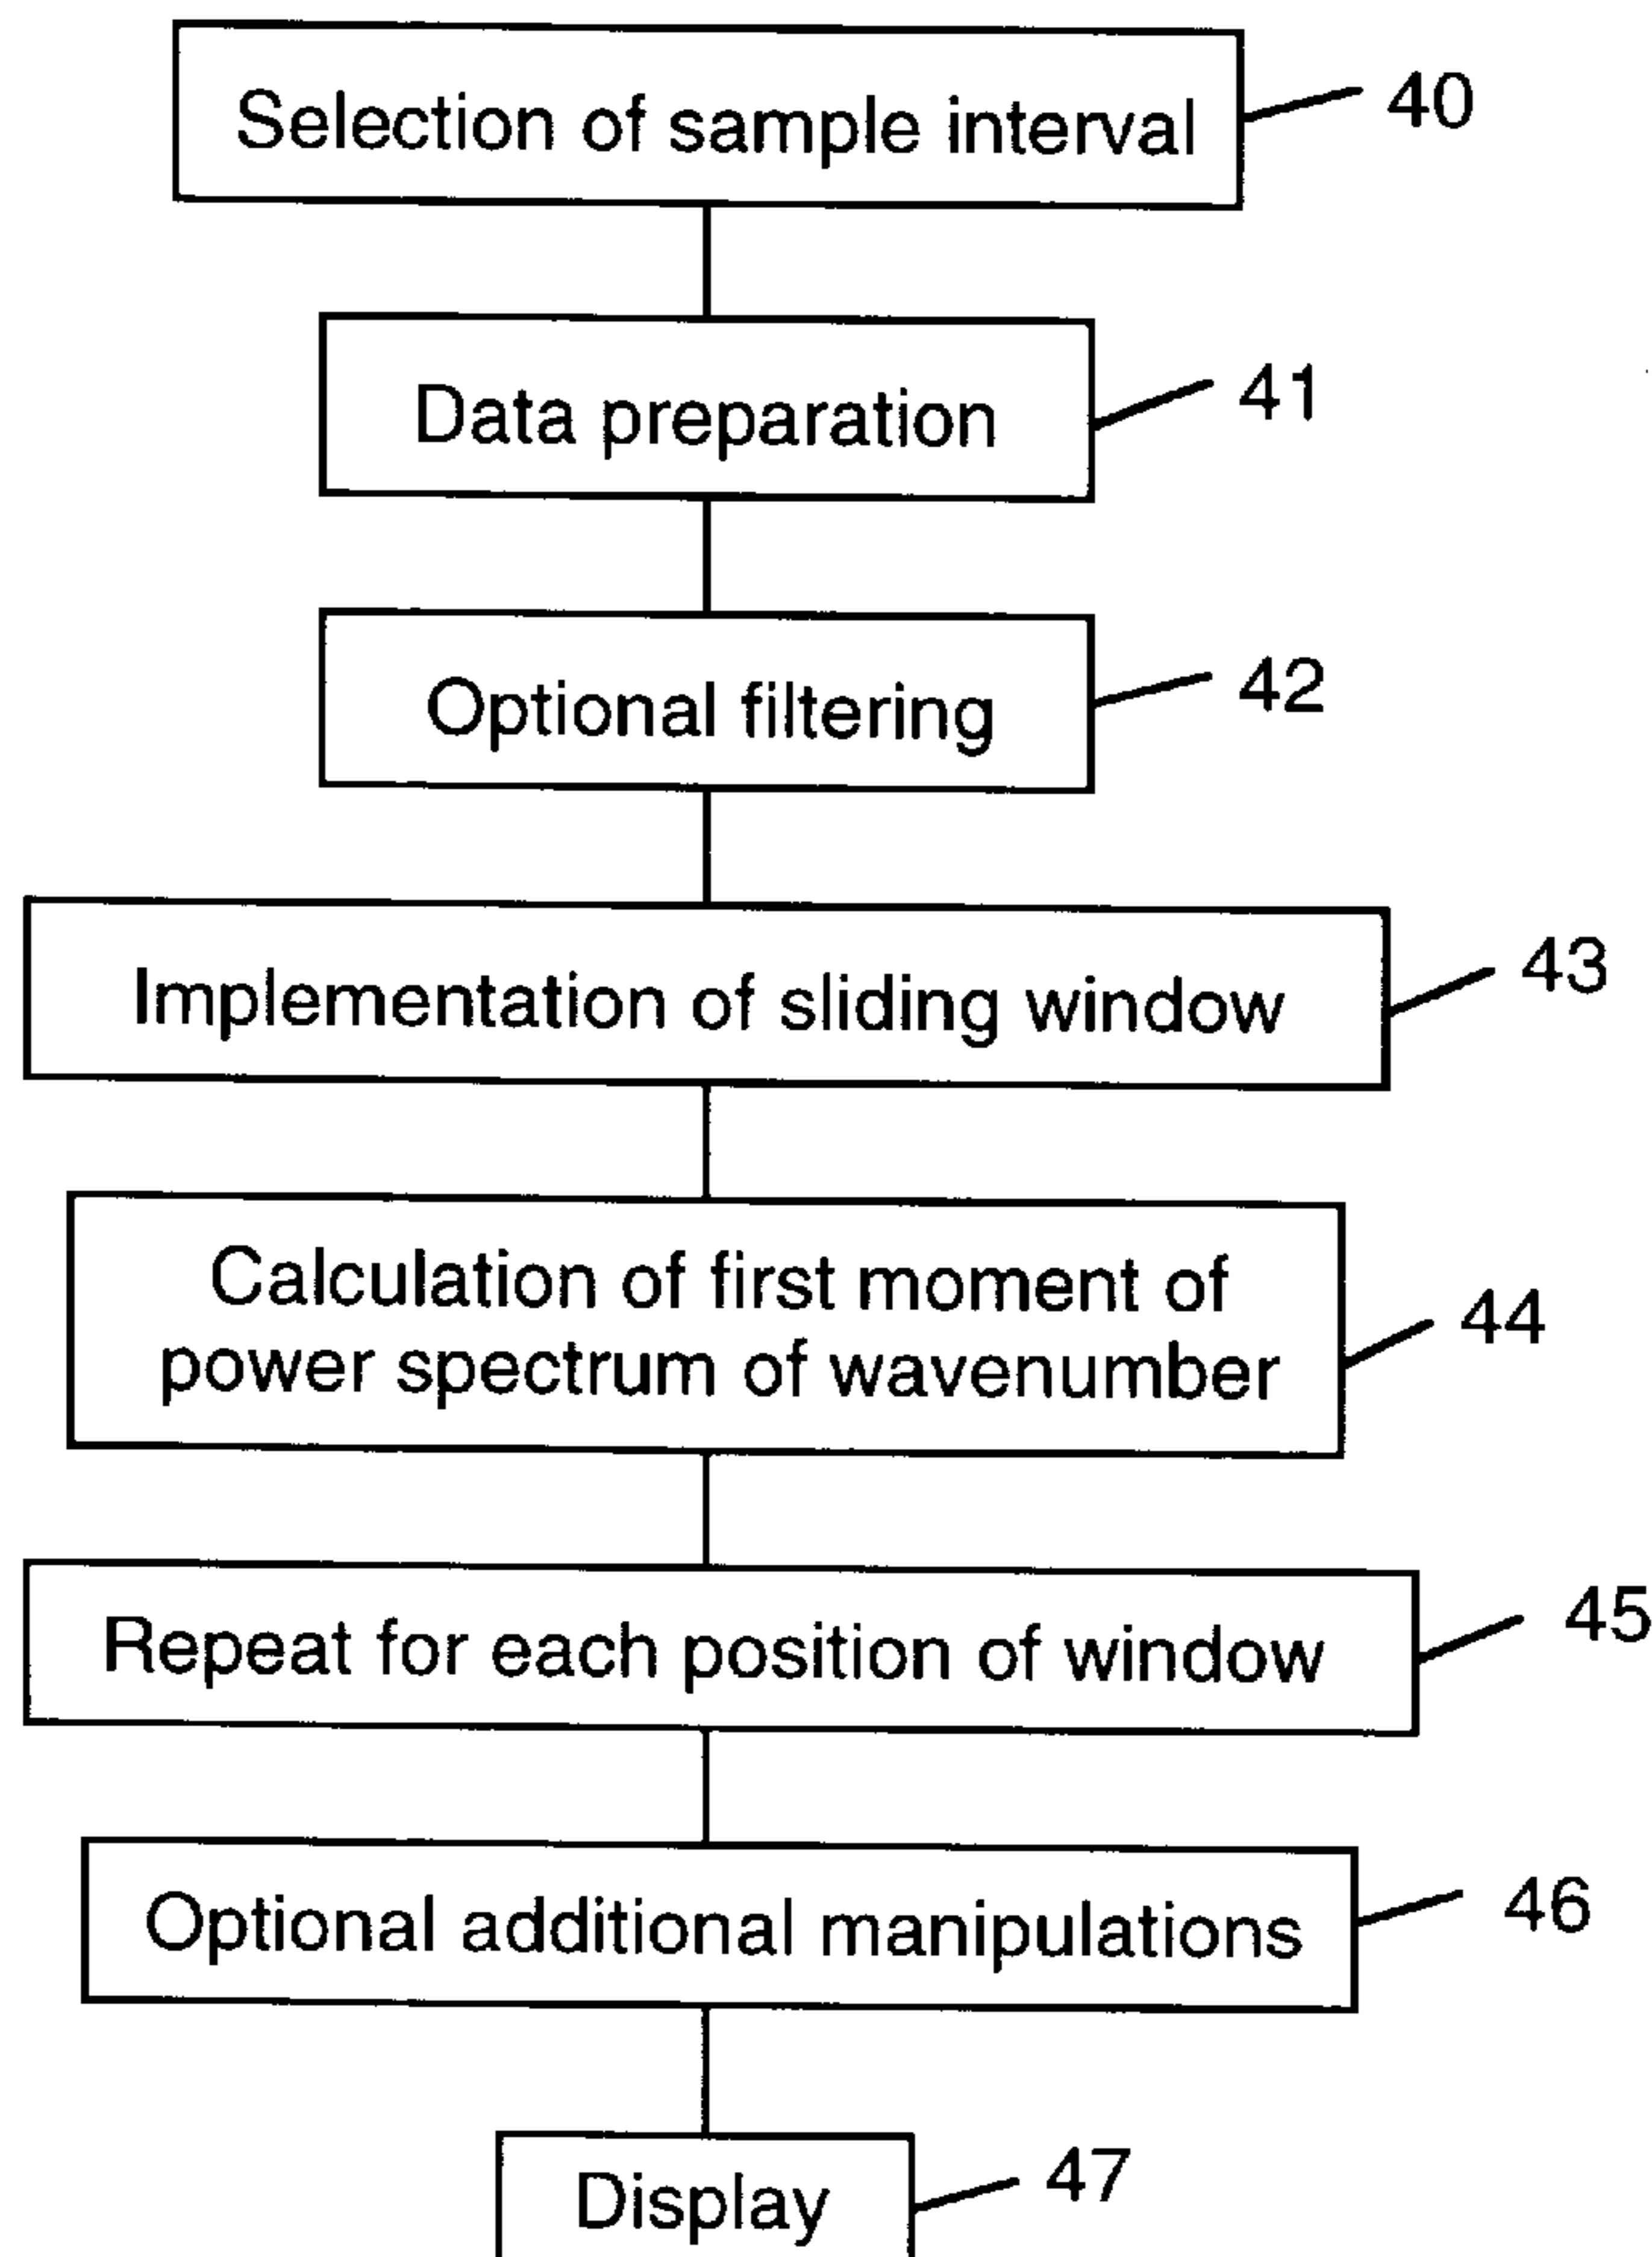 Selection of sample interval
40
Data preparation
41
Optional filtering
42
Implementation of sliding window
43
Calculation of first moment of
power spectrum of wavenumber
44
Repeat for each position of window
45
Optional additional manipulations
46
Display
47